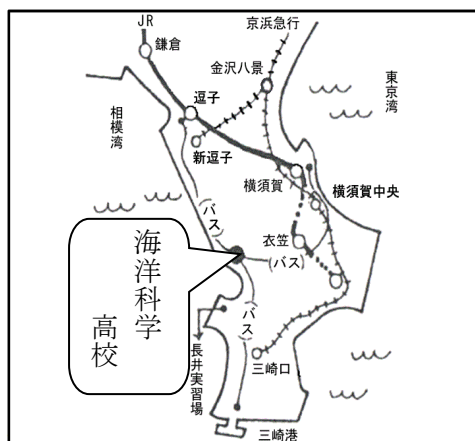 JR
京浜急行
鎌倉
金沢八景
東京湾
逗子
相模湾
新逗子
横須賀
横須賀中央
(バス)
衣笠
(バス)
海洋科学
高校
(バス)
長井実習場
三崎口
三崎港